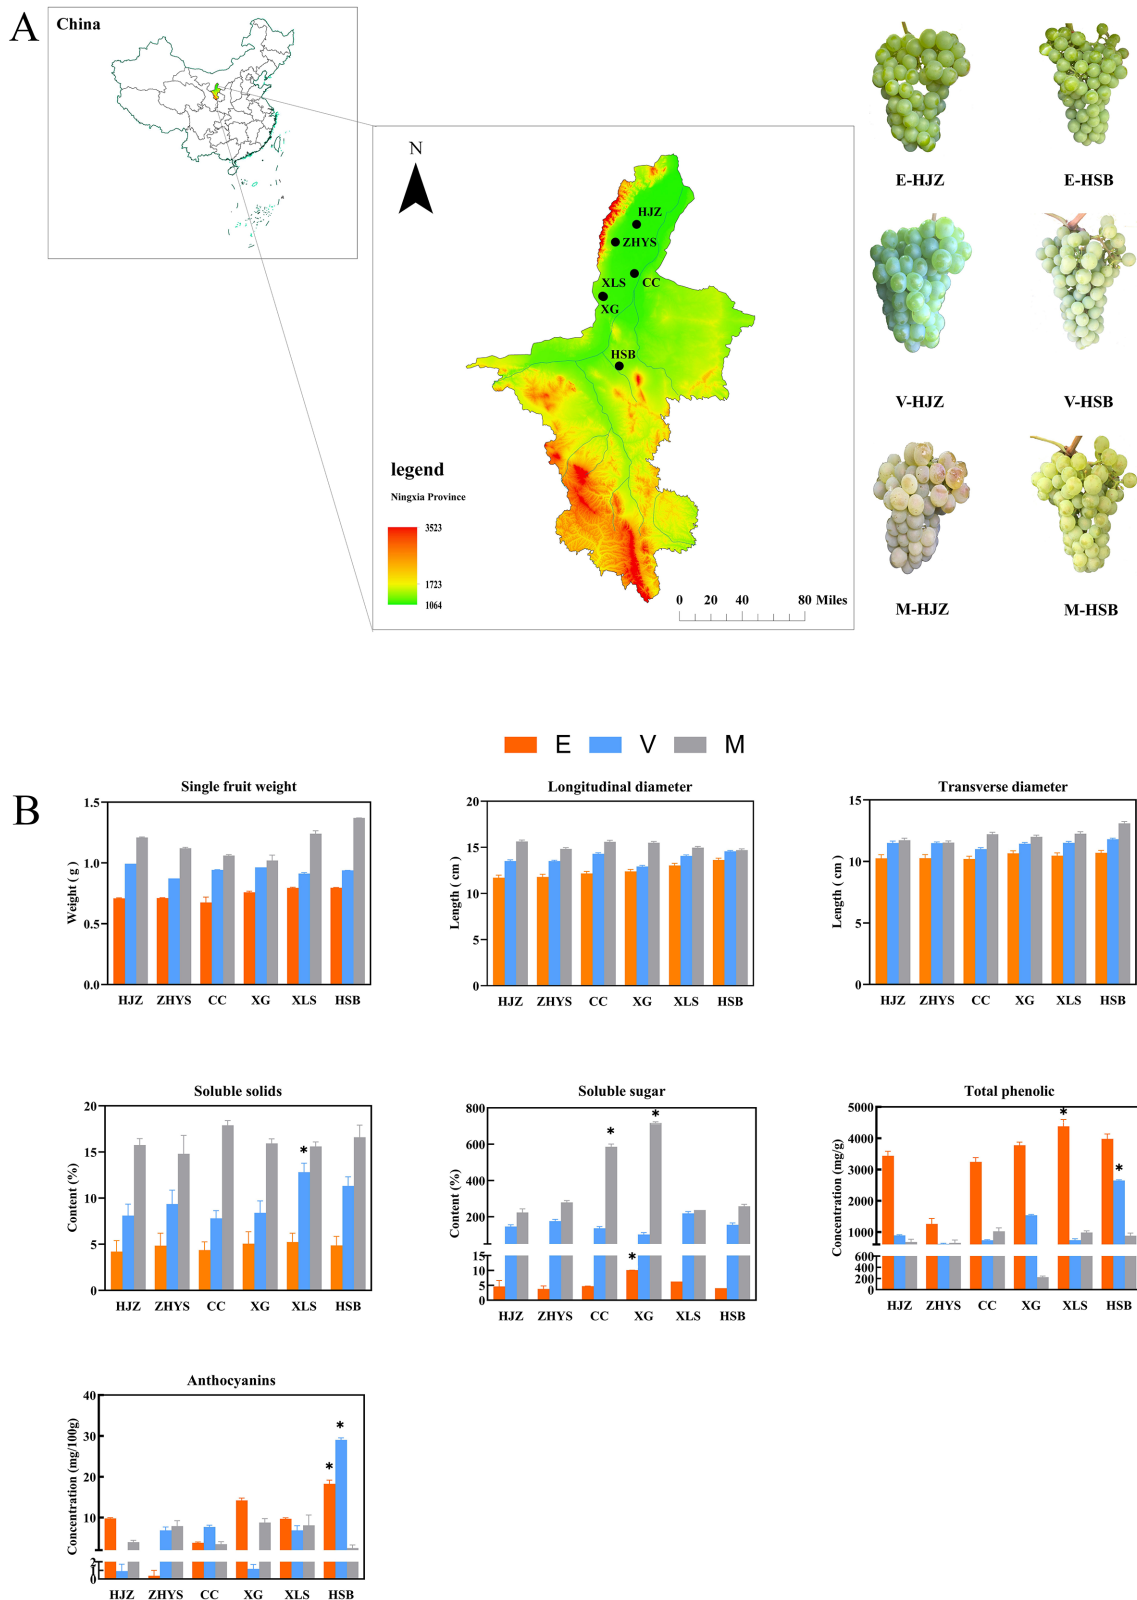 A
China
N
HJZ
ZHYS
XLS
CC
XG
HSB
legend
Ningxia Province
3523
1723
1064
0 20 40 80 Miles
E-HJZ E-HSB
V-HJZ V-HSB
M-HJZ M-HSB
E V M
B
Single fruit weight
Weight ( g )
1.5
1.0
0.5
0.0
HJZ ZHYS CC XG XLS HSB
Longitudinal diameter
Length ( cm )
20
15
10
5
0
HJZ ZHYS CC XG XLS HSB
Transverse diameter
Length ( cm )
15
10
5
0
HJZ ZHYS CC XG XLS HSB
Soluble solids
Content (%)
20
15
10
5
0
*
HJZ ZHYS CC XG XLS HSB
Soluble sugar
Content (%)
800
600
400
200
15
10
5
0
* * *
HJZ ZHYS CC XG XLS HSB
Total phenolic
Concentration (mg/g)
5000
4000
3000
2000
1000
600
400
200
0
* *
HJZ ZHYS CC XG XLS HSB
Anthocyanins
Concentration (mg/100g)
40
30
20
10
2
1
0
* *
HJZ ZHYS CC XG XLS HSB